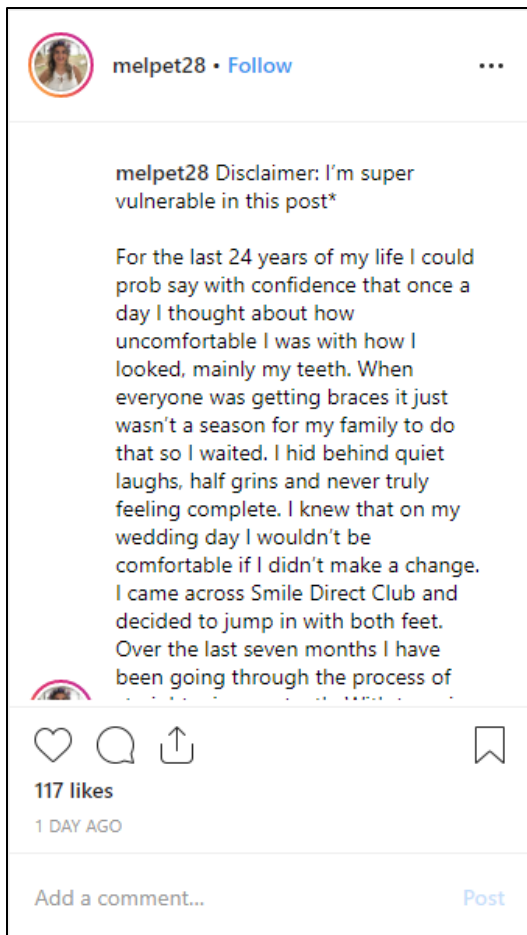 melpet28 • Follow
melpet28 Disclaimer: I'm super
vulnerable in this post*
For the last 24 years of my life I could
prob say with confidence that once a
day I thought about how
uncomfortable I was with how I
looked, mainly my teeth. When
everyone was getting braces it just
wasn't a season for my family to do
that so I waited. I hid behind quiet
laughs, half grins and never truly
feeling complete. I knew that on my
wedding day I wouldn't be
comfortable if I didn't make a change.
I came across Smile Direct Club and
decided to jump in with both feet.
Over the last seven months I have
been going through the process of
117 likes
1 DAY AGO
Add a comment... Post